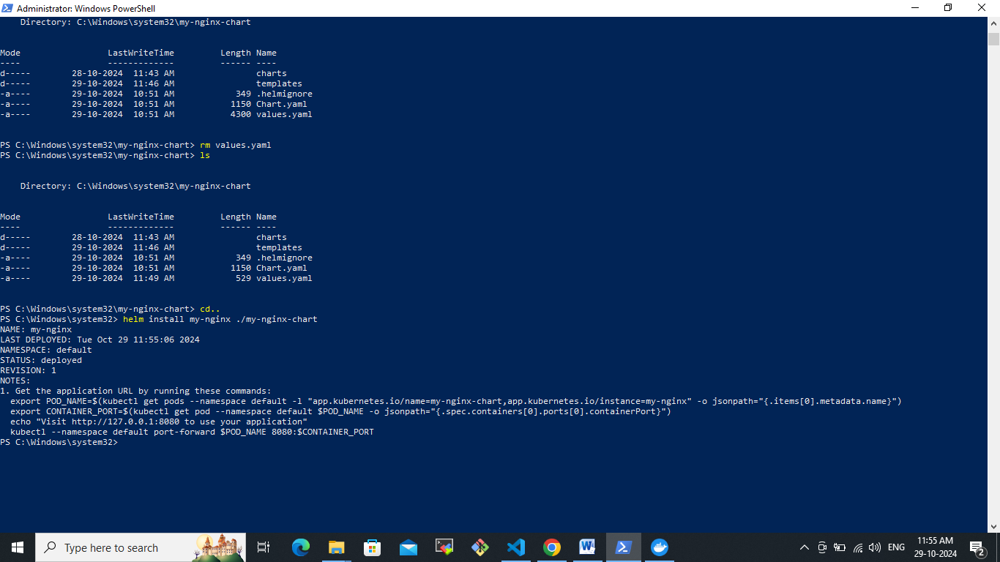 Administrator: Windows PowerShell
    Directory: C:\Windows\system32\my-nginx-chart
Mode                 LastWriteTime         Length Name
----                 -------------         ------ ----
d-----        28-10-2024  11:43 AM                charts
d-----        29-10-2024  11:46 AM                templates
-a----        29-10-2024  10:51 AM            349 .helmignore
-a----        29-10-2024  10:51 AM           1150 Chart.yaml
-a----        29-10-2024  10:51 AM           4300 values.yaml
PS C:\Windows\system32\my-nginx-chart> rm values.yaml
PS C:\Windows\system32\my-nginx-chart> ls
    Directory: C:\Windows\system32\my-nginx-chart
Mode                 LastWriteTime         Length Name
----                 -------------         ------ ----
d-----        28-10-2024  11:43 AM                charts
d-----        29-10-2024  11:46 AM                templates
-a----        29-10-2024  10:51 AM            349 .helmignore
-a----        29-10-2024  10:51 AM           1150 Chart.yaml
-a----        29-10-2024  11:49 AM            529 values.yaml
PS C:\Windows\system32\my-nginx-chart> cd..
PS C:\Windows\system32> helm install my-nginx ./my-nginx-chart
NAME: my-nginx
LAST DEPLOYED: Tue Oct 29 11:55:06 2024
NAMESPACE: default
STATUS: deployed
REVISION: 1
NOTES:
1. Get the application URL by running these commands:
  export POD_NAME=$(kubectl get pods --namespace default -l "app.kubernetes.io/name=my-nginx-chart,app.kubernetes.io/instance=my-nginx" -o jsonpath="{.items[0].metadata.name}")
  export CONTAINER_PORT=$(kubectl get pod --namespace default $POD_NAME -o jsonpath="{.spec.containers[0].ports[0].containerPort}")
  echo "Visit http://127.0.0.1:8080 to use your application"
  kubectl --namespace default port-forward $POD_NAME 8080:$CONTAINER_PORT
PS C:\Windows\system32>
Type here to search
ENG
11:55 AM
29-10-2024
2